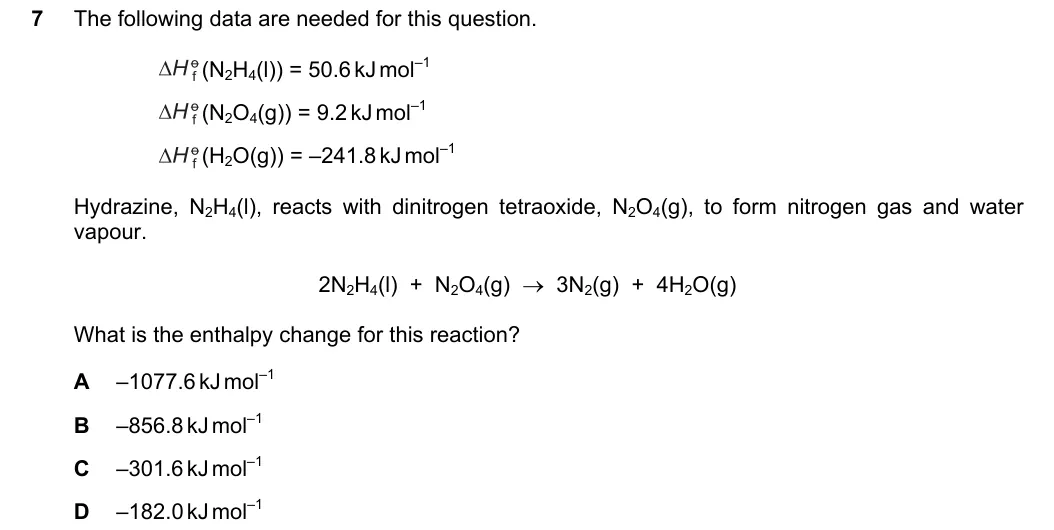 7 The following data are needed for this question.
ΔH⦵f (N₂H₄(l)) = 50.6 kJ mol⁻¹
ΔH⦵f (N₂O₄(g)) = 9.2 kJ mol⁻¹
ΔH⦵f (H₂O(g)) = –241.8 kJ mol⁻¹
Hydrazine, N₂H₄(l), reacts with dinitrogen tetraoxide, N₂O₄(g), to form nitrogen gas and water
vapour.
2N₂H₄(l) + N₂O₄(g) → 3N₂(g) + 4H₂O(g)
What is the enthalpy change for this reaction?
A –1077.6 kJ mol⁻¹
B –856.8 kJ mol⁻¹
C –301.6 kJ mol⁻¹
D –182.0 kJ mol⁻¹